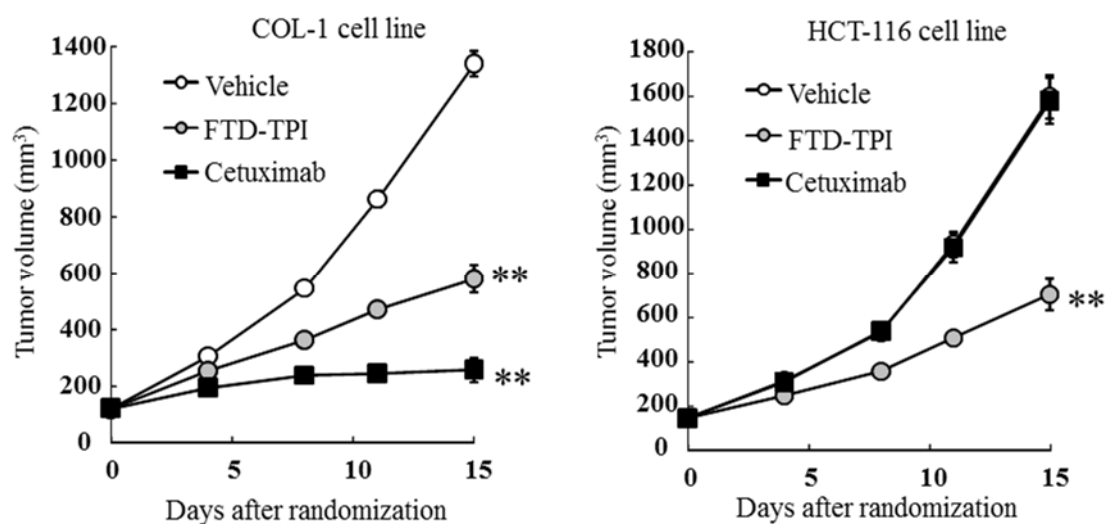 COL-1 cell line
1400
1200
1000
800
600
400
200
0
Tumor volume (mm³)
Vehicle
FTD-TPI
Cetuximab
**
**
0 5 10 15
Days after randomization
HCT-116 cell line
1800
1600
1400
1200
1000
800
600
400
200
0
Tumor volume (mm³)
Vehicle
FTD-TPI
Cetuximab
**
0 5 10 15
Days after randomization